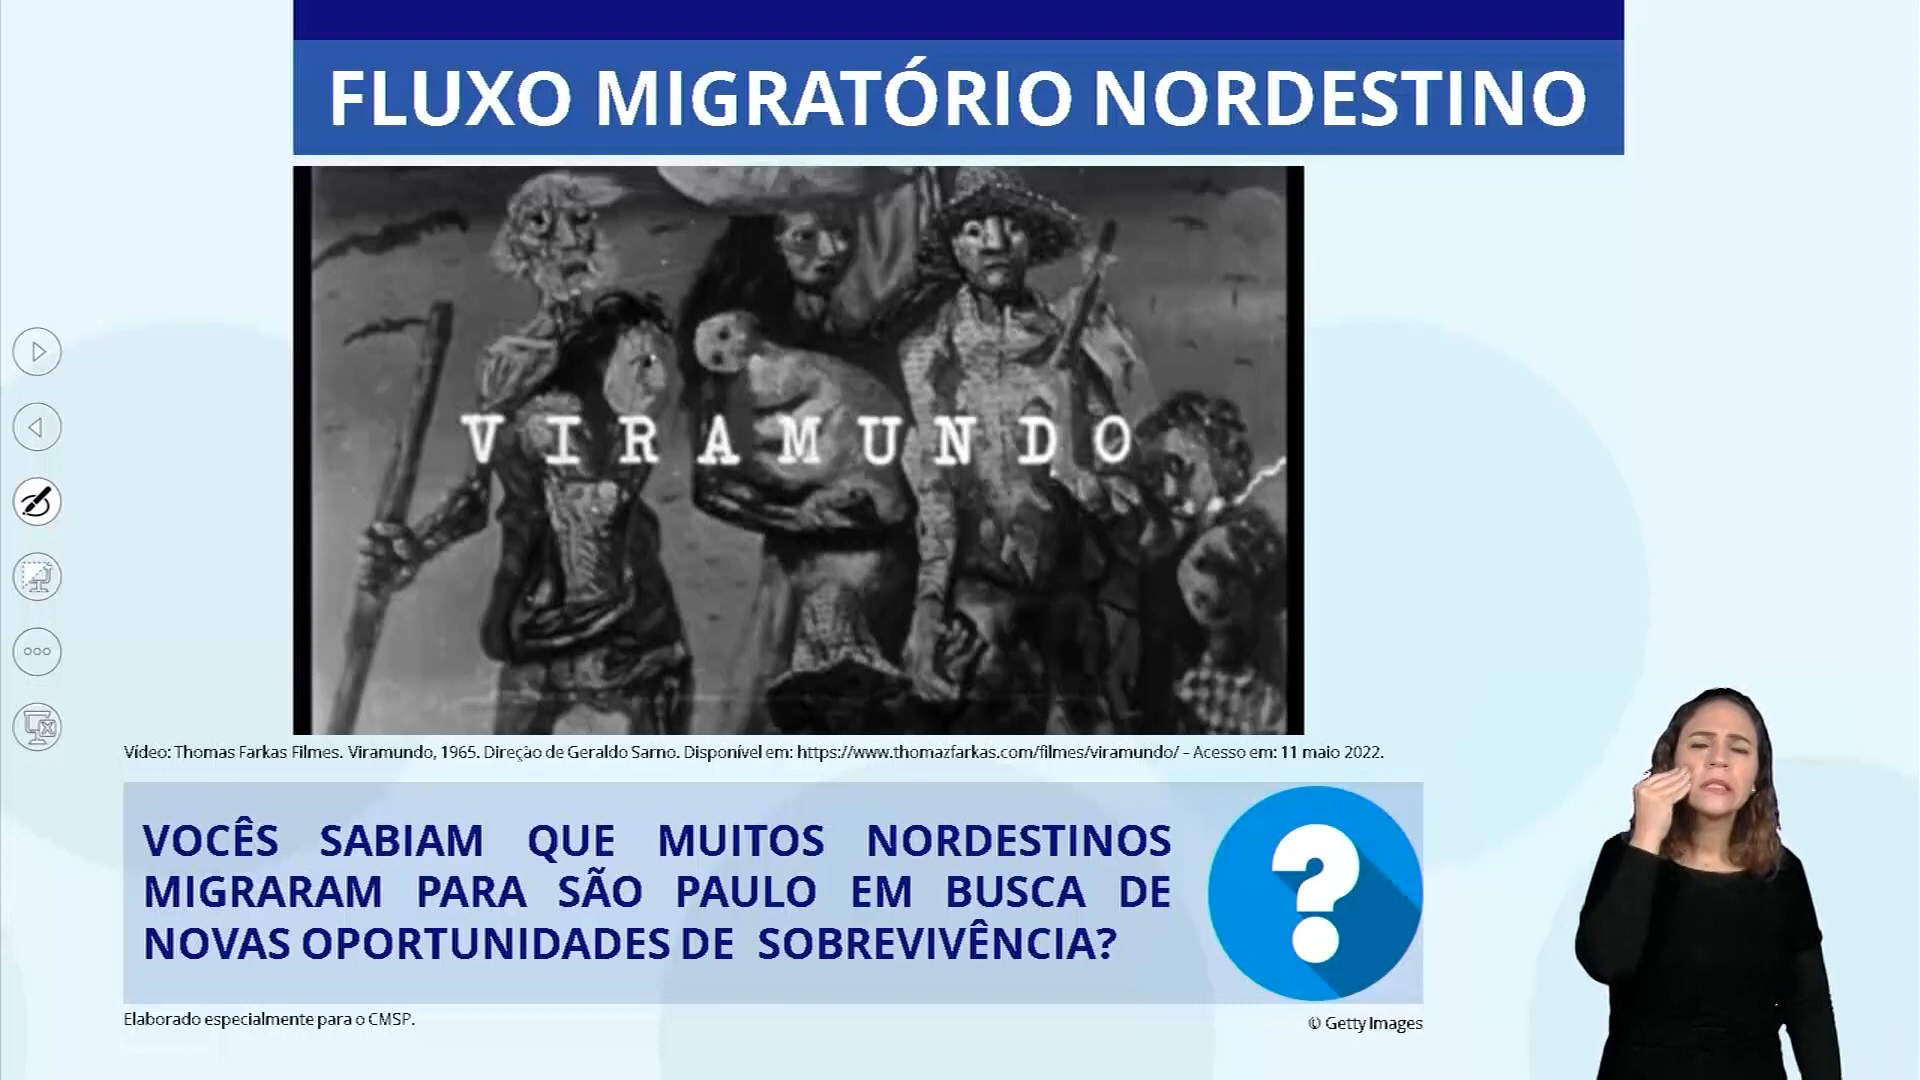 FLUXO MIGRATÓRIO NORDESTINO
VIRAMUNDO
Vídeo: Thomas Farkas Filmes. Viramundo, 1965. Direção de Geraldo Sarno. Disponível em: https://www.thomazfarkas.com/filmes/viramundo/ – Acesso em: 11 maio 2022.
VOCÊS SABIAM QUE MUITOS NORDESTINOS
MIGRARAM PARA SÃO PAULO EM BUSCA DE
NOVAS OPORTUNIDADES DE SOBREVIVÊNCIA?
?
Elaborado especialmente para o CMSP.
© Getty Images